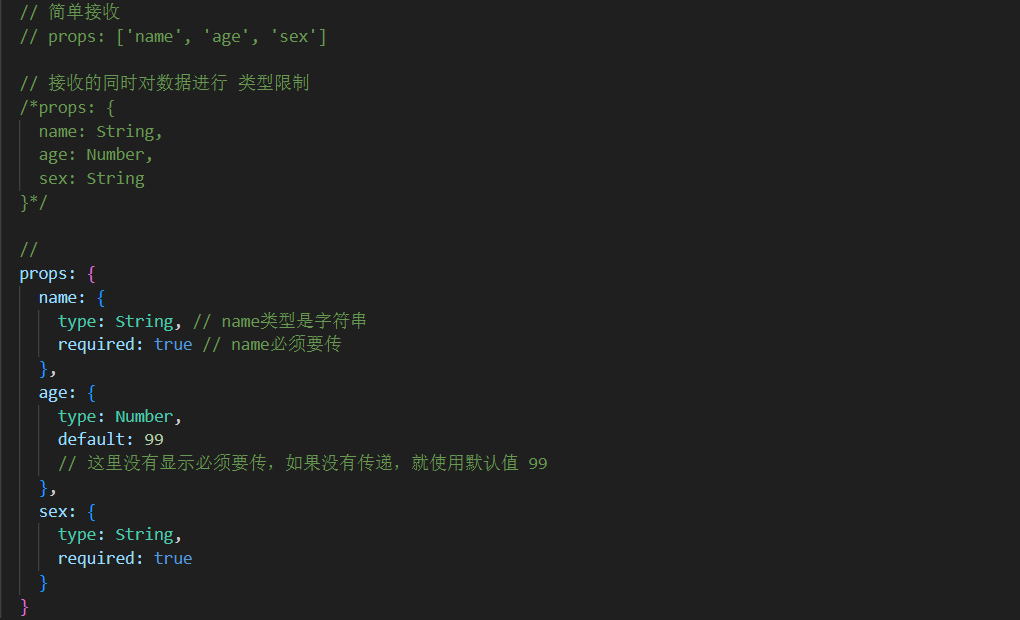 // 简单接收
// props: ['name', 'age', 'sex']
// 接收的同时对数据进行 类型限制
/*props: {
name: String,
age: Number,
sex: String
}*/
//
props: {
name: {
type: String, // name类型是字符串
required: true // name必须要传
},
age: {
type: Number,
default: 99
// 这里没有显示必须要传，如果没有传递，就使用默认值 99
},
sex: {
type: String,
required: true
}
}